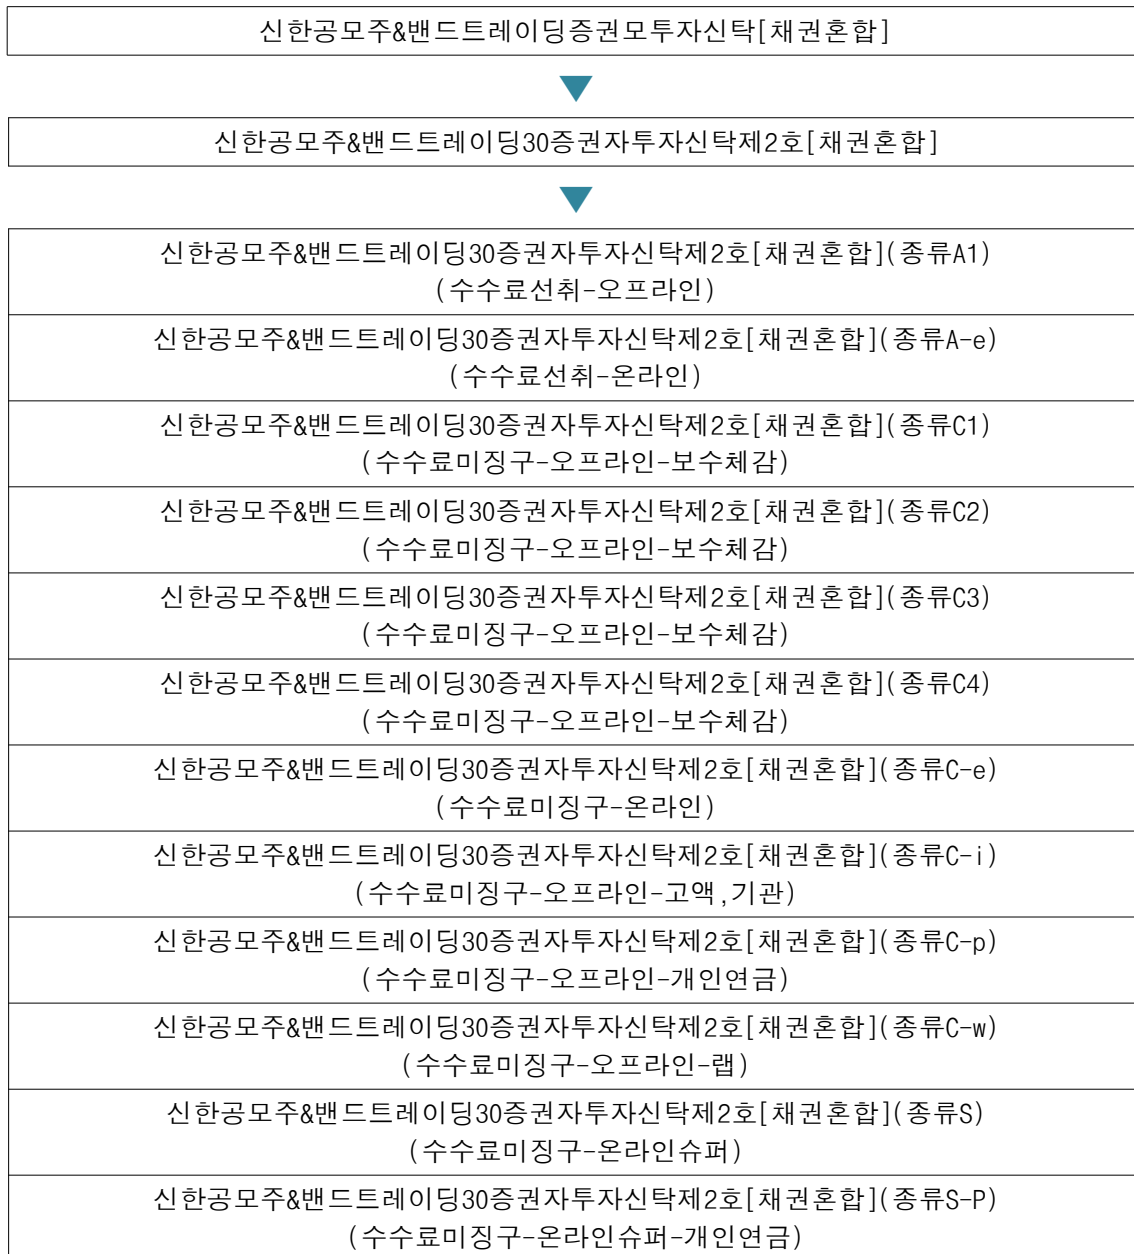 신한공모주&밴드트레이딩증권모투자신탁[채권혼합]
신한공모주&밴드트레이딩30증권자투자신탁제2호[채권혼합]
신한공모주&밴드트레이딩30증권자투자신탁제2호[채권혼합](종류A1)
(수수료선취-오프라인)
신한공모주&밴드트레이딩30증권자투자신탁제2호[채권혼합](종류A-e)
(수수료선취-온라인)
신한공모주&밴드트레이딩30증권자투자신탁제2호[채권혼합](종류C1)
(수수료미징구-오프라인-보수체감)
신한공모주&밴드트레이딩30증권자투자신탁제2호[채권혼합](종류C2)
(수수료미징구-오프라인-보수체감)
신한공모주&밴드트레이딩30증권자투자신탁제2호[채권혼합](종류C3)
(수수료미징구-오프라인-보수체감)
신한공모주&밴드트레이딩30증권자투자신탁제2호[채권혼합](종류C4)
(수수료미징구-오프라인-보수체감)
신한공모주&밴드트레이딩30증권자투자신탁제2호[채권혼합](종류C-e)
(수수료미징구-온라인)
신한공모주&밴드트레이딩30증권자투자신탁제2호[채권혼합](종류C-i)
(수수료미징구-오프라인-고액,기관)
신한공모주&밴드트레이딩30증권자투자신탁제2호[채권혼합](종류C-p)
(수수료미징구-오프라인-개인연금)
신한공모주&밴드트레이딩30증권자투자신탁제2호[채권혼합](종류C-w)
(수수료미징구-오프라인-랩)
신한공모주&밴드트레이딩30증권자투자신탁제2호[채권혼합](종류S)
(수수료미징구-온라인슈퍼)
신한공모주&밴드트레이딩30증권자투자신탁제2호[채권혼합](종류S-P)
(수수료미징구-온라인슈퍼-개인연금)